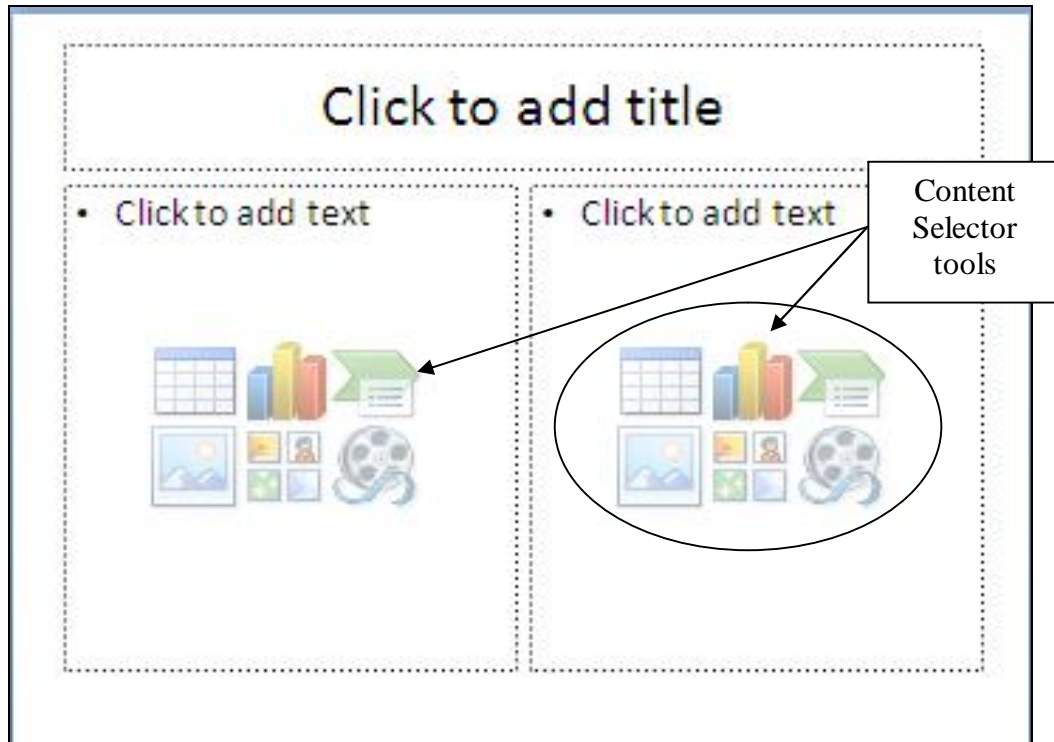 Click to add title
• Click to add text
• Click to add text
Content
Selector
tools